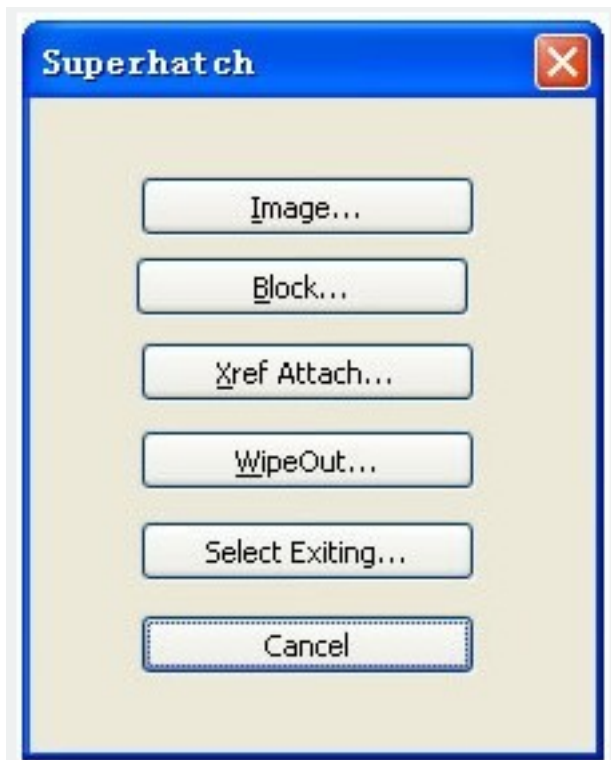 Superhatch
Image...
Block...
Xref Attach...
WipeOut...
Select Exiting...
Cancel